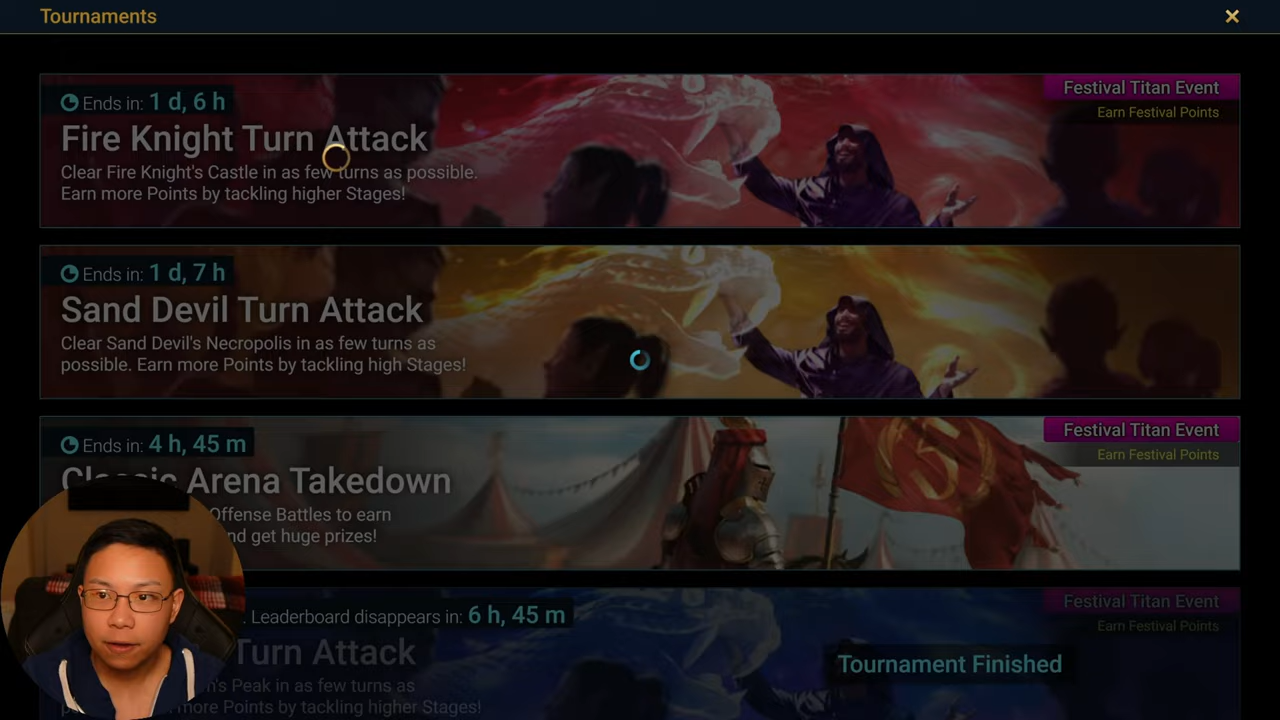 Tournaments
Ends in: 1 d, 6 h
Festival Titan Event
Earn Festival Points
Fire Knight Turn Attack
Clear Fire Knight's Castle in as few turns as possible.
Earn more Points by tackling higher Stages!
Ends in: 1 d, 7 h
Sand Devil Turn Attack
Clear Sand Devil's Necropolis in as few turns as
possible. Earn more Points by tackling high Stages!
Ends in: 4 h, 45 m
Festival Titan Event
Earn Festival Points
Classic Arena Takedown
Offense Battles to earn
nd get huge prizes!
. Leaderboard disappears in: 6 h, 45 m
Festival Titan Event
Earn Festival Points
Turn Attack
Tournament Finished
Peak in as few turns as
more Points by tackling higher Stages!